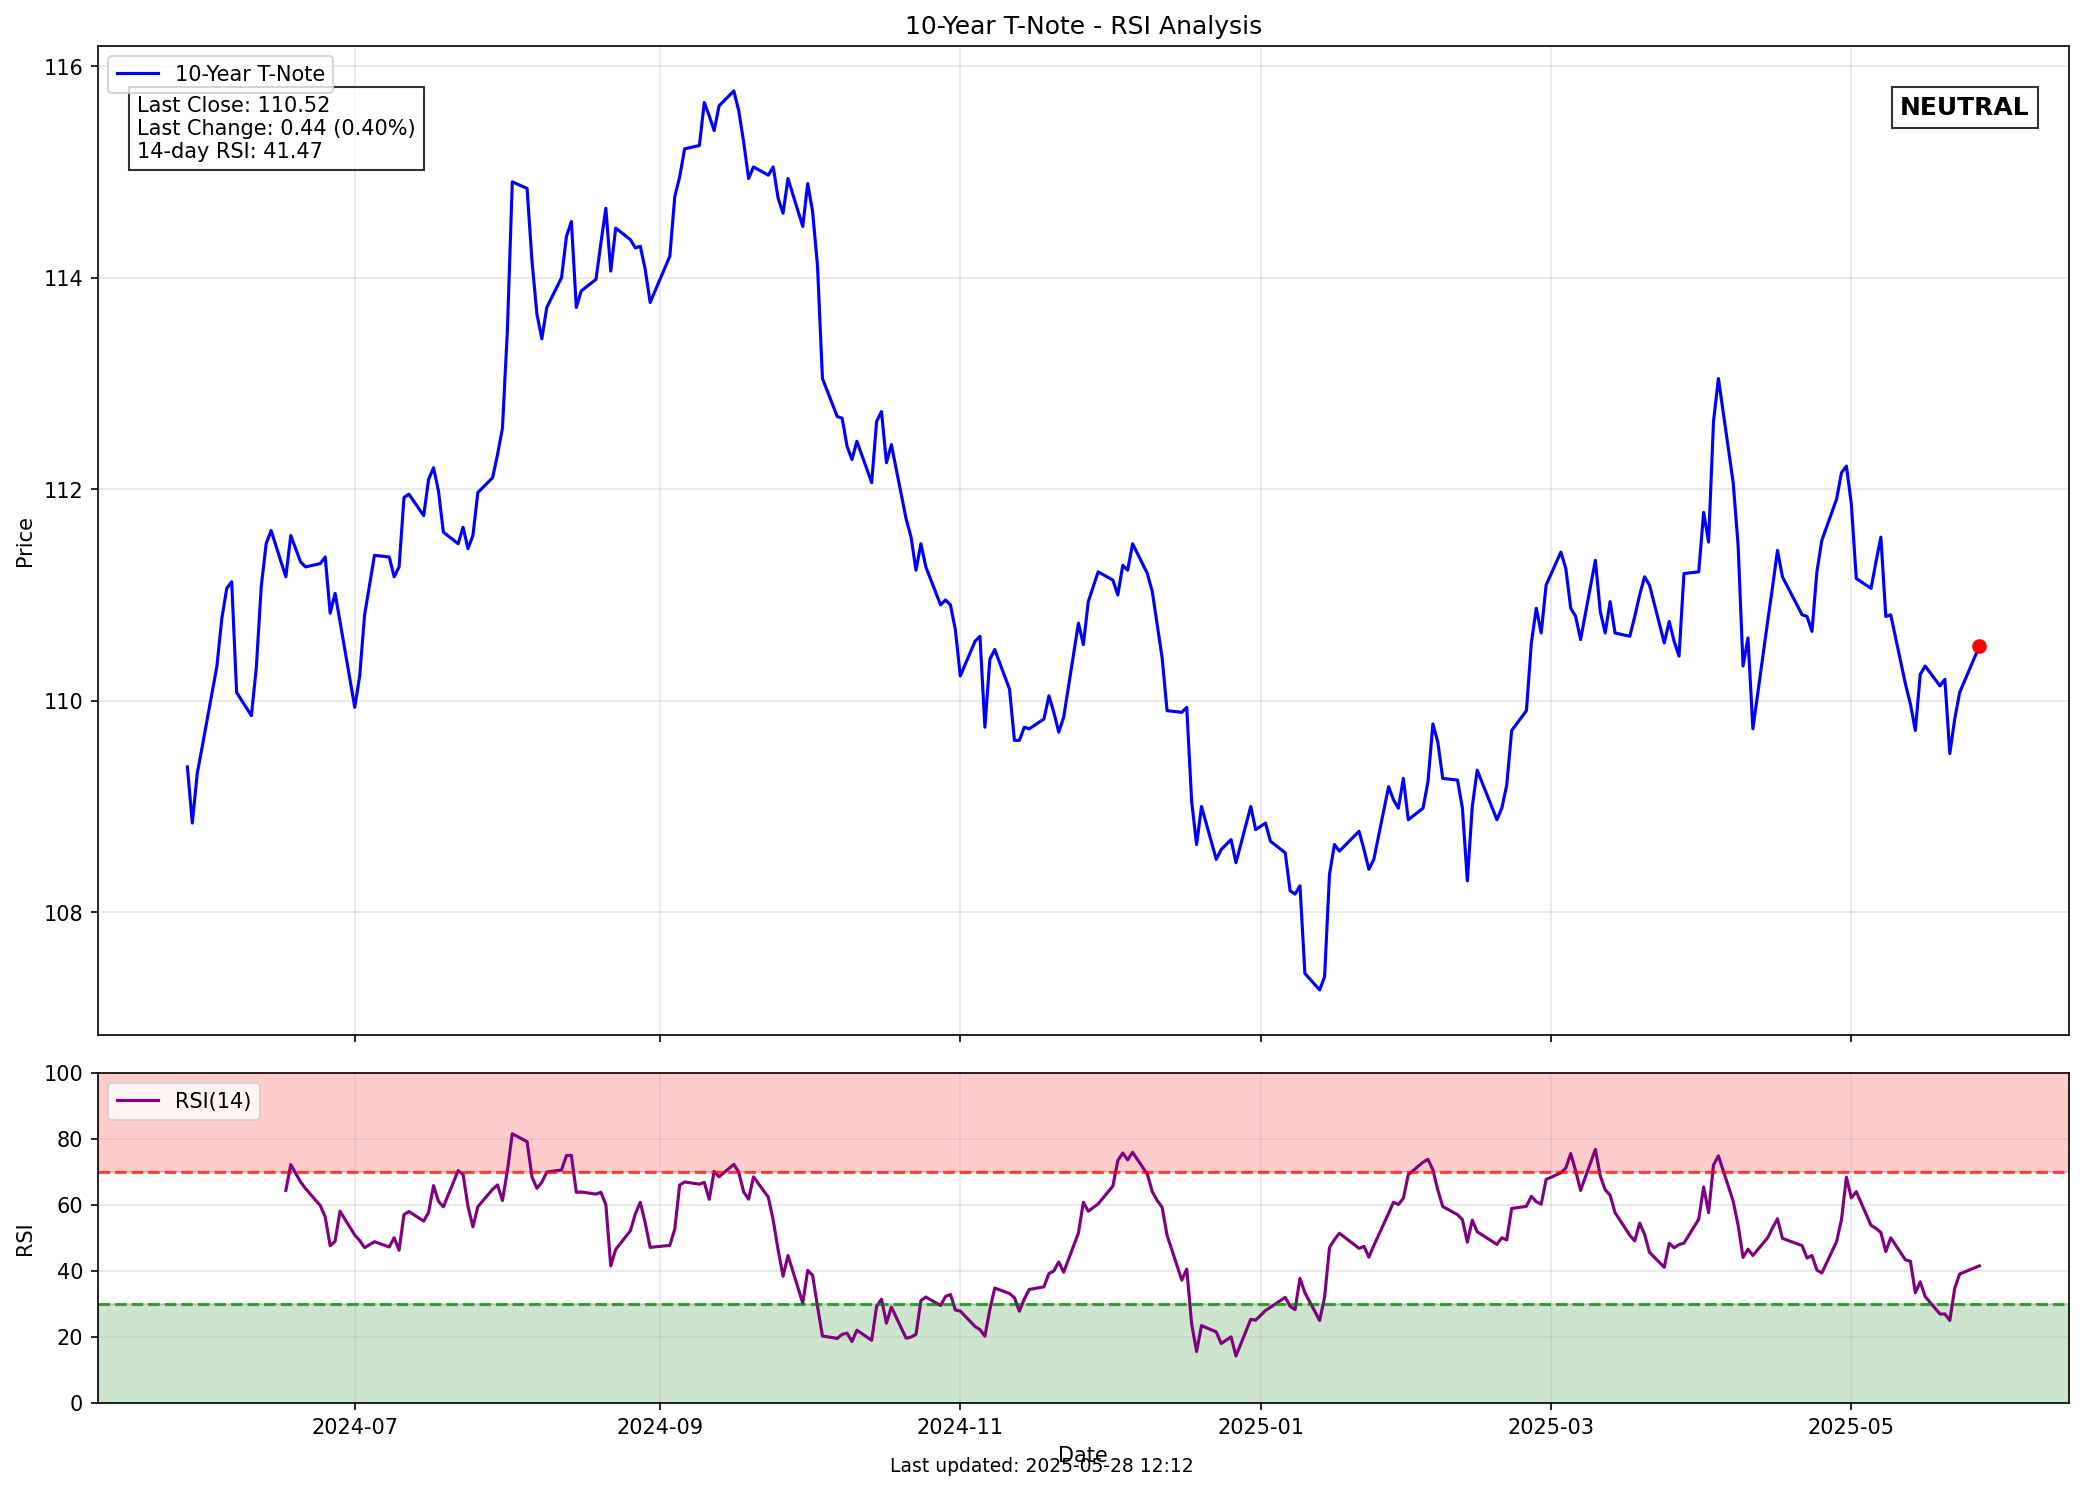 10-Year T-Note - RSI Analysis
116
114
112
110
108
Price
10-Year T-Note
Last Close: 110.52
Last Change: 0.44 (0.40%)
14-day RSI: 41.47
NEUTRAL
100
80
60
40
20
0
RSI
RSI(14)
2024-07
2024-09
2024-11
2025-01
2025-03
2025-05
Date
Last updated: 2025-05-28 12:12